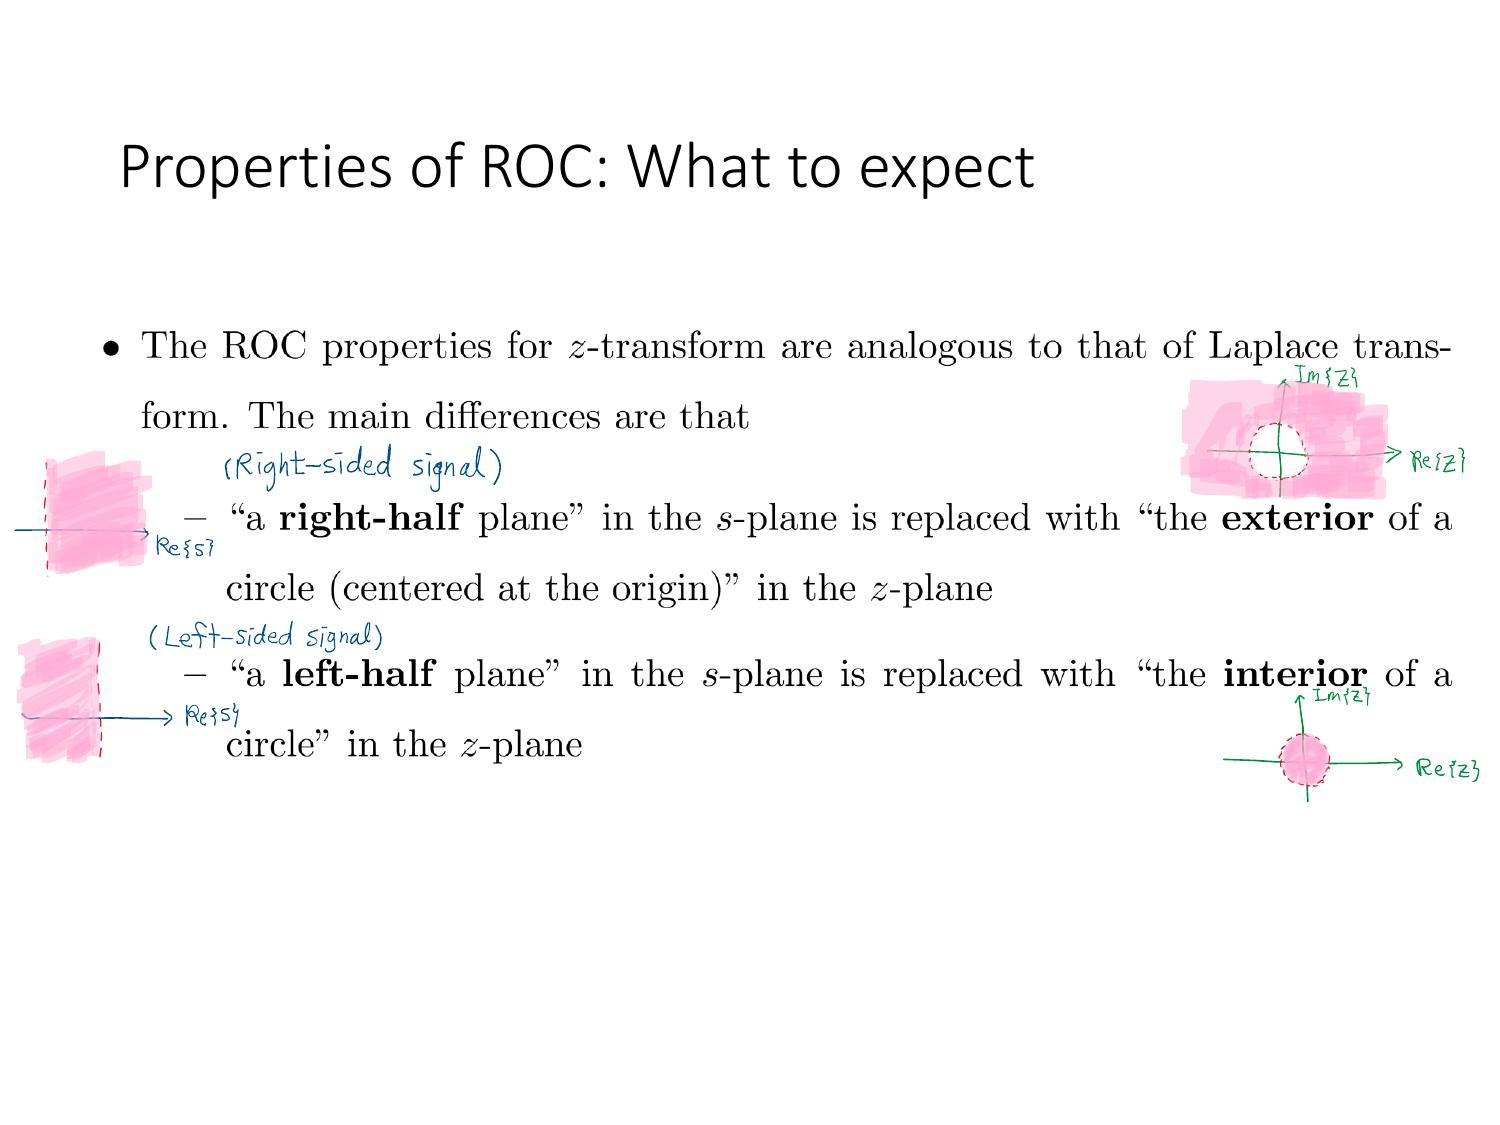 Properties of ROC: What to expect
• The ROC properties for z-transform are analogous to that of Laplace trans-
Im{z}
form. The main differences are that
(Right-sided signal)
Re{z}
– “a right-half plane” in the s-plane is replaced with “the exterior of a
Re{s}
circle (centered at the origin)” in the z-plane
(Left-sided signal)
– “a left-half plane” in the s-plane is replaced with “the interior of a
Im{z}
Re{s}
circle” in the z-plane
Re{z}